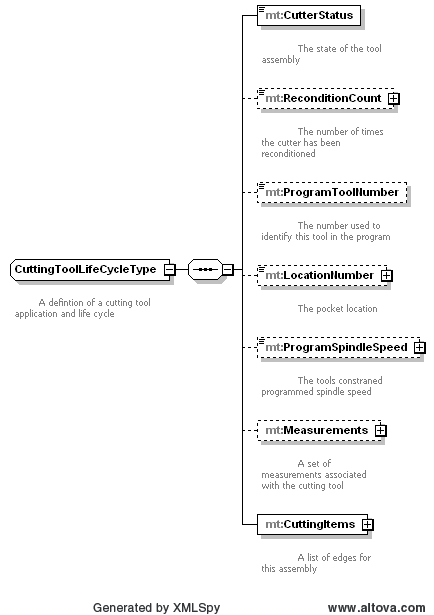 mt:CutterStatus
The state of the tool
assembly
mt:ReconditionCount
The number of times
the cutter has been
reconditioned
mt:ProgramToolNumber
The number used to
identify this tool in the program
CuttingToolLifeCycleType
A defintion of a cutting tool
application and life cycle
mt:LocationNumber
The pocket location
mt:ProgramSpindleSpeed
The tools constraned
programmed spindle speed
mt:Measurements
A set of
measurements associated
with the cutting tool
mt:CuttingItems
A list of edges for
this assembly
Generated by XMLSpy
www.altova.com